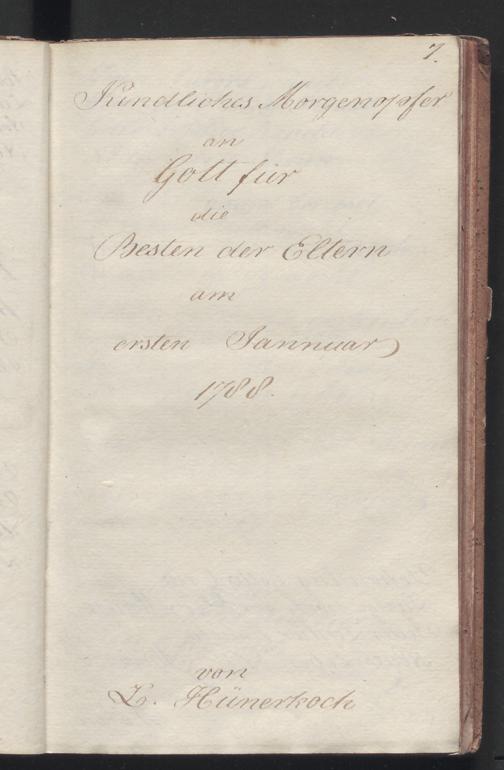 7.
Kindliches Morgenopfer
an
Gott für
die
Besten der Eltern
am
ersten Jannuar
1788.
von
L. Hünerkoch